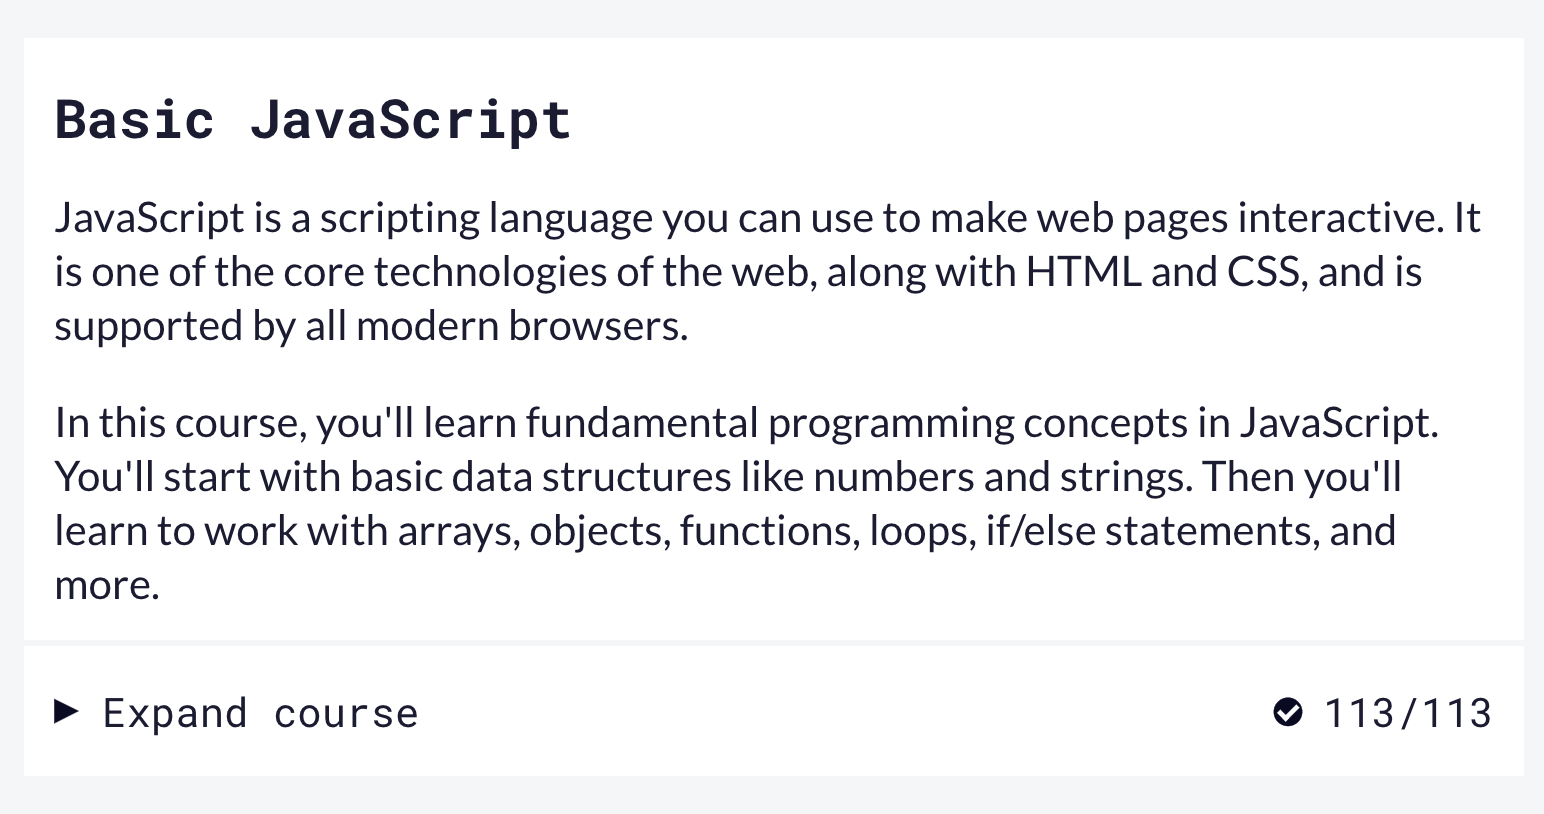 Basic JavaScript
JavaScript is a scripting language you can use to make web pages interactive. It
is one of the core technologies of the web, along with HTML and CSS, and is
supported by all modern browsers.
In this course, you'll learn fundamental programming concepts in JavaScript.
You'll start with basic data structures like numbers and strings. Then you'll
learn to work with arrays, objects, functions, loops, if/else statements, and
more.
Expand course 113/113